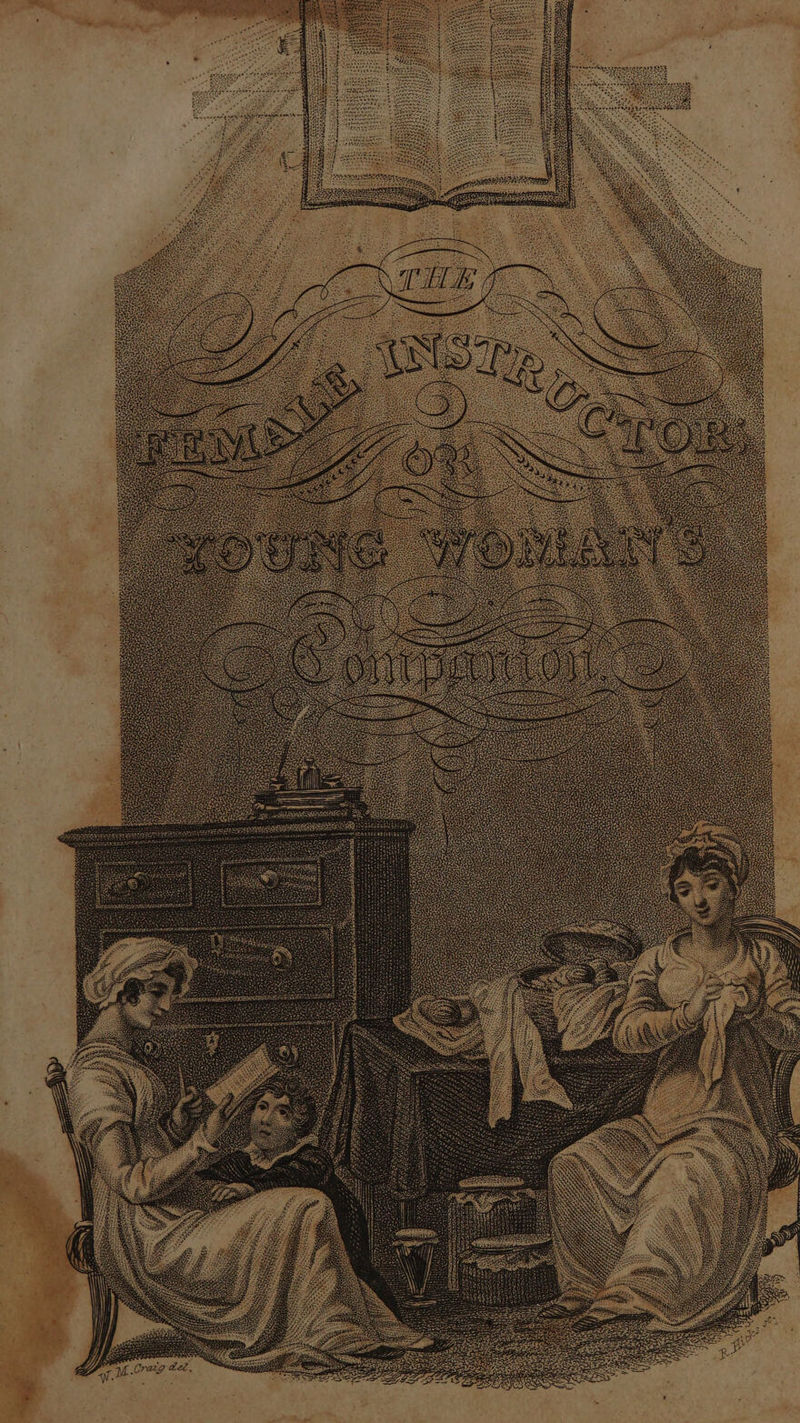 THE
FEMALE INSTRUCTOR;
OR
YOUNG WOMAN'S
Companion.
W. M. Craig del.
R. Hicks sc.